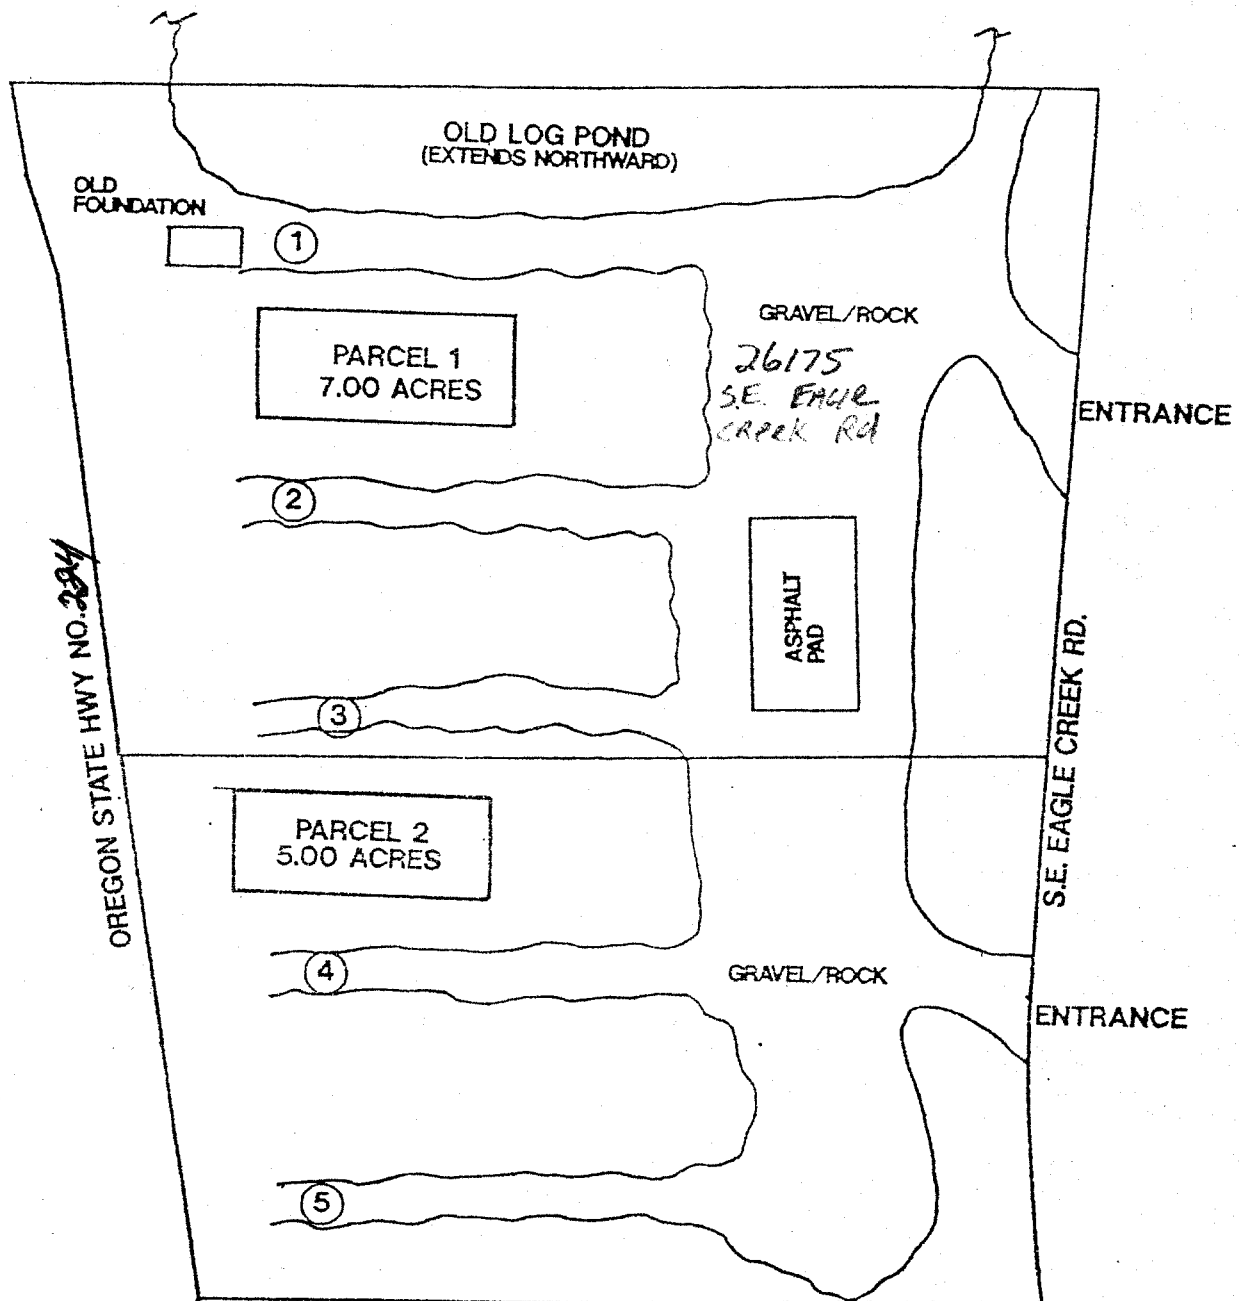 OLD LOG POND
(EXTENDS NORTHWARD)
OLD
FOUNDATION
1
GRAVEL/ROCK
PARCEL 1
7.00 ACRES
26175
S.E. EAGLE
CREEK Rd
ENTRANCE
2
ASPHALT
PAD
OREGON STATE HWY NO. 224
S.E. EAGLE CREEK RD.
3
PARCEL 2
5.00 ACRES
4
GRAVEL/ROCK
ENTRANCE
5